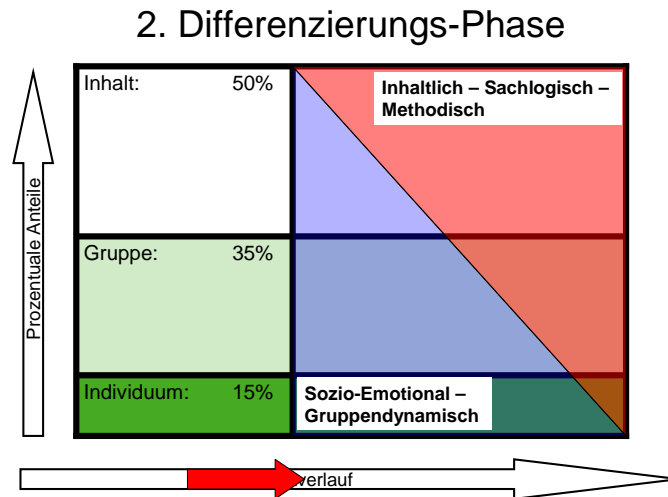 2. Differenzierungs-Phase
Inhalt: 50%
Inhaltlich – Sachlogisch –
Methodisch
Prozentuale Anteile
Gruppe: 35%
Individuum: 15%
Sozio-Emotional –
Gruppendynamisch
verlauf